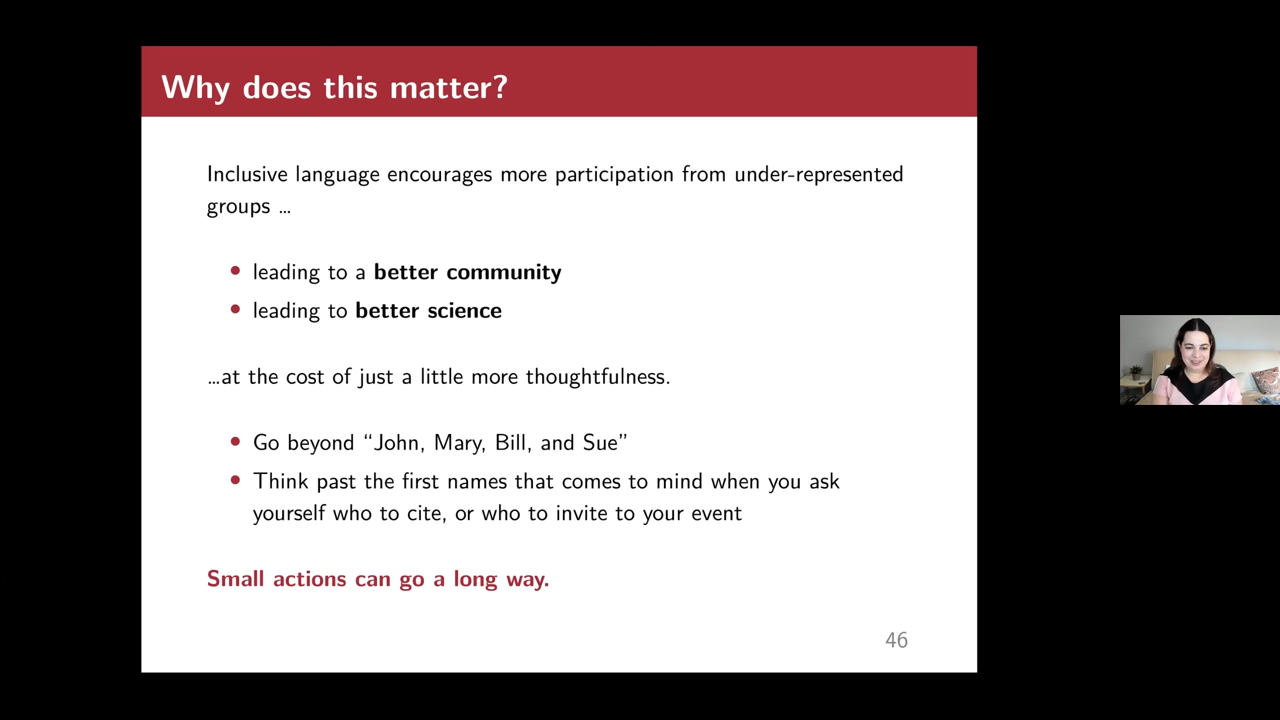 Why does this matter?
Inclusive language encourages more participation from under-represented
groups ...
• leading to a better community
• leading to better science
...at the cost of just a little more thoughtfulness.
• Go beyond “John, Mary, Bill, and Sue”
• Think past the first names that comes to mind when you ask
yourself who to cite, or who to invite to your event
Small actions can go a long way.
46